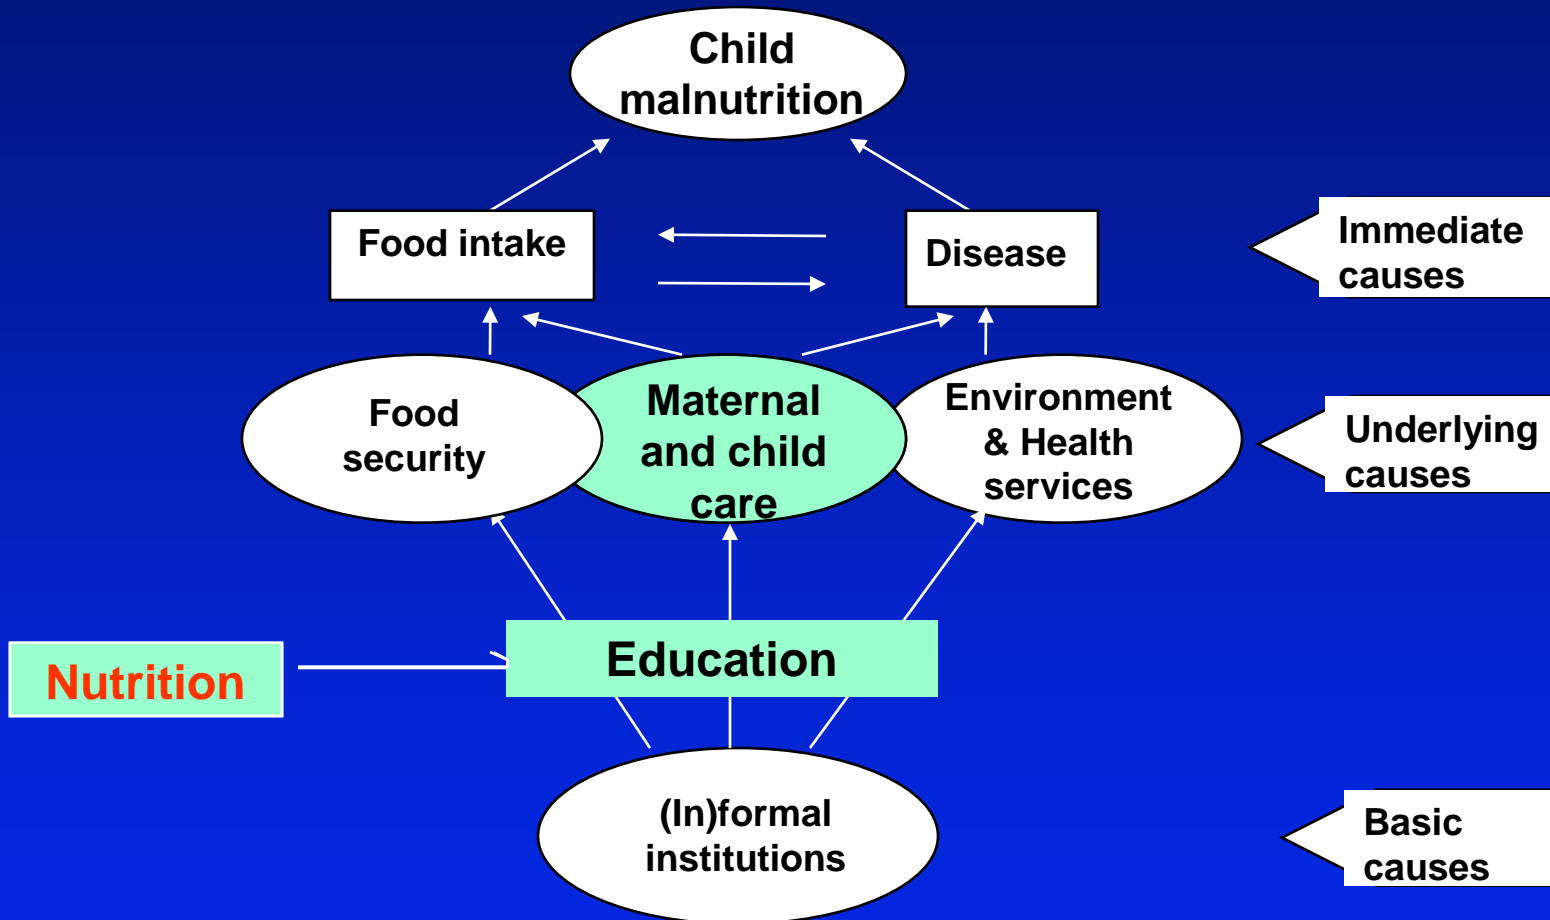 Child
malnutrition
Food intake
Disease
Immediate
causes
Food
security
Maternal
and child
care
Environment
& Health
services
Underlying
causes
Nutrition
Education
(In)formal
institutions
Basic
causes